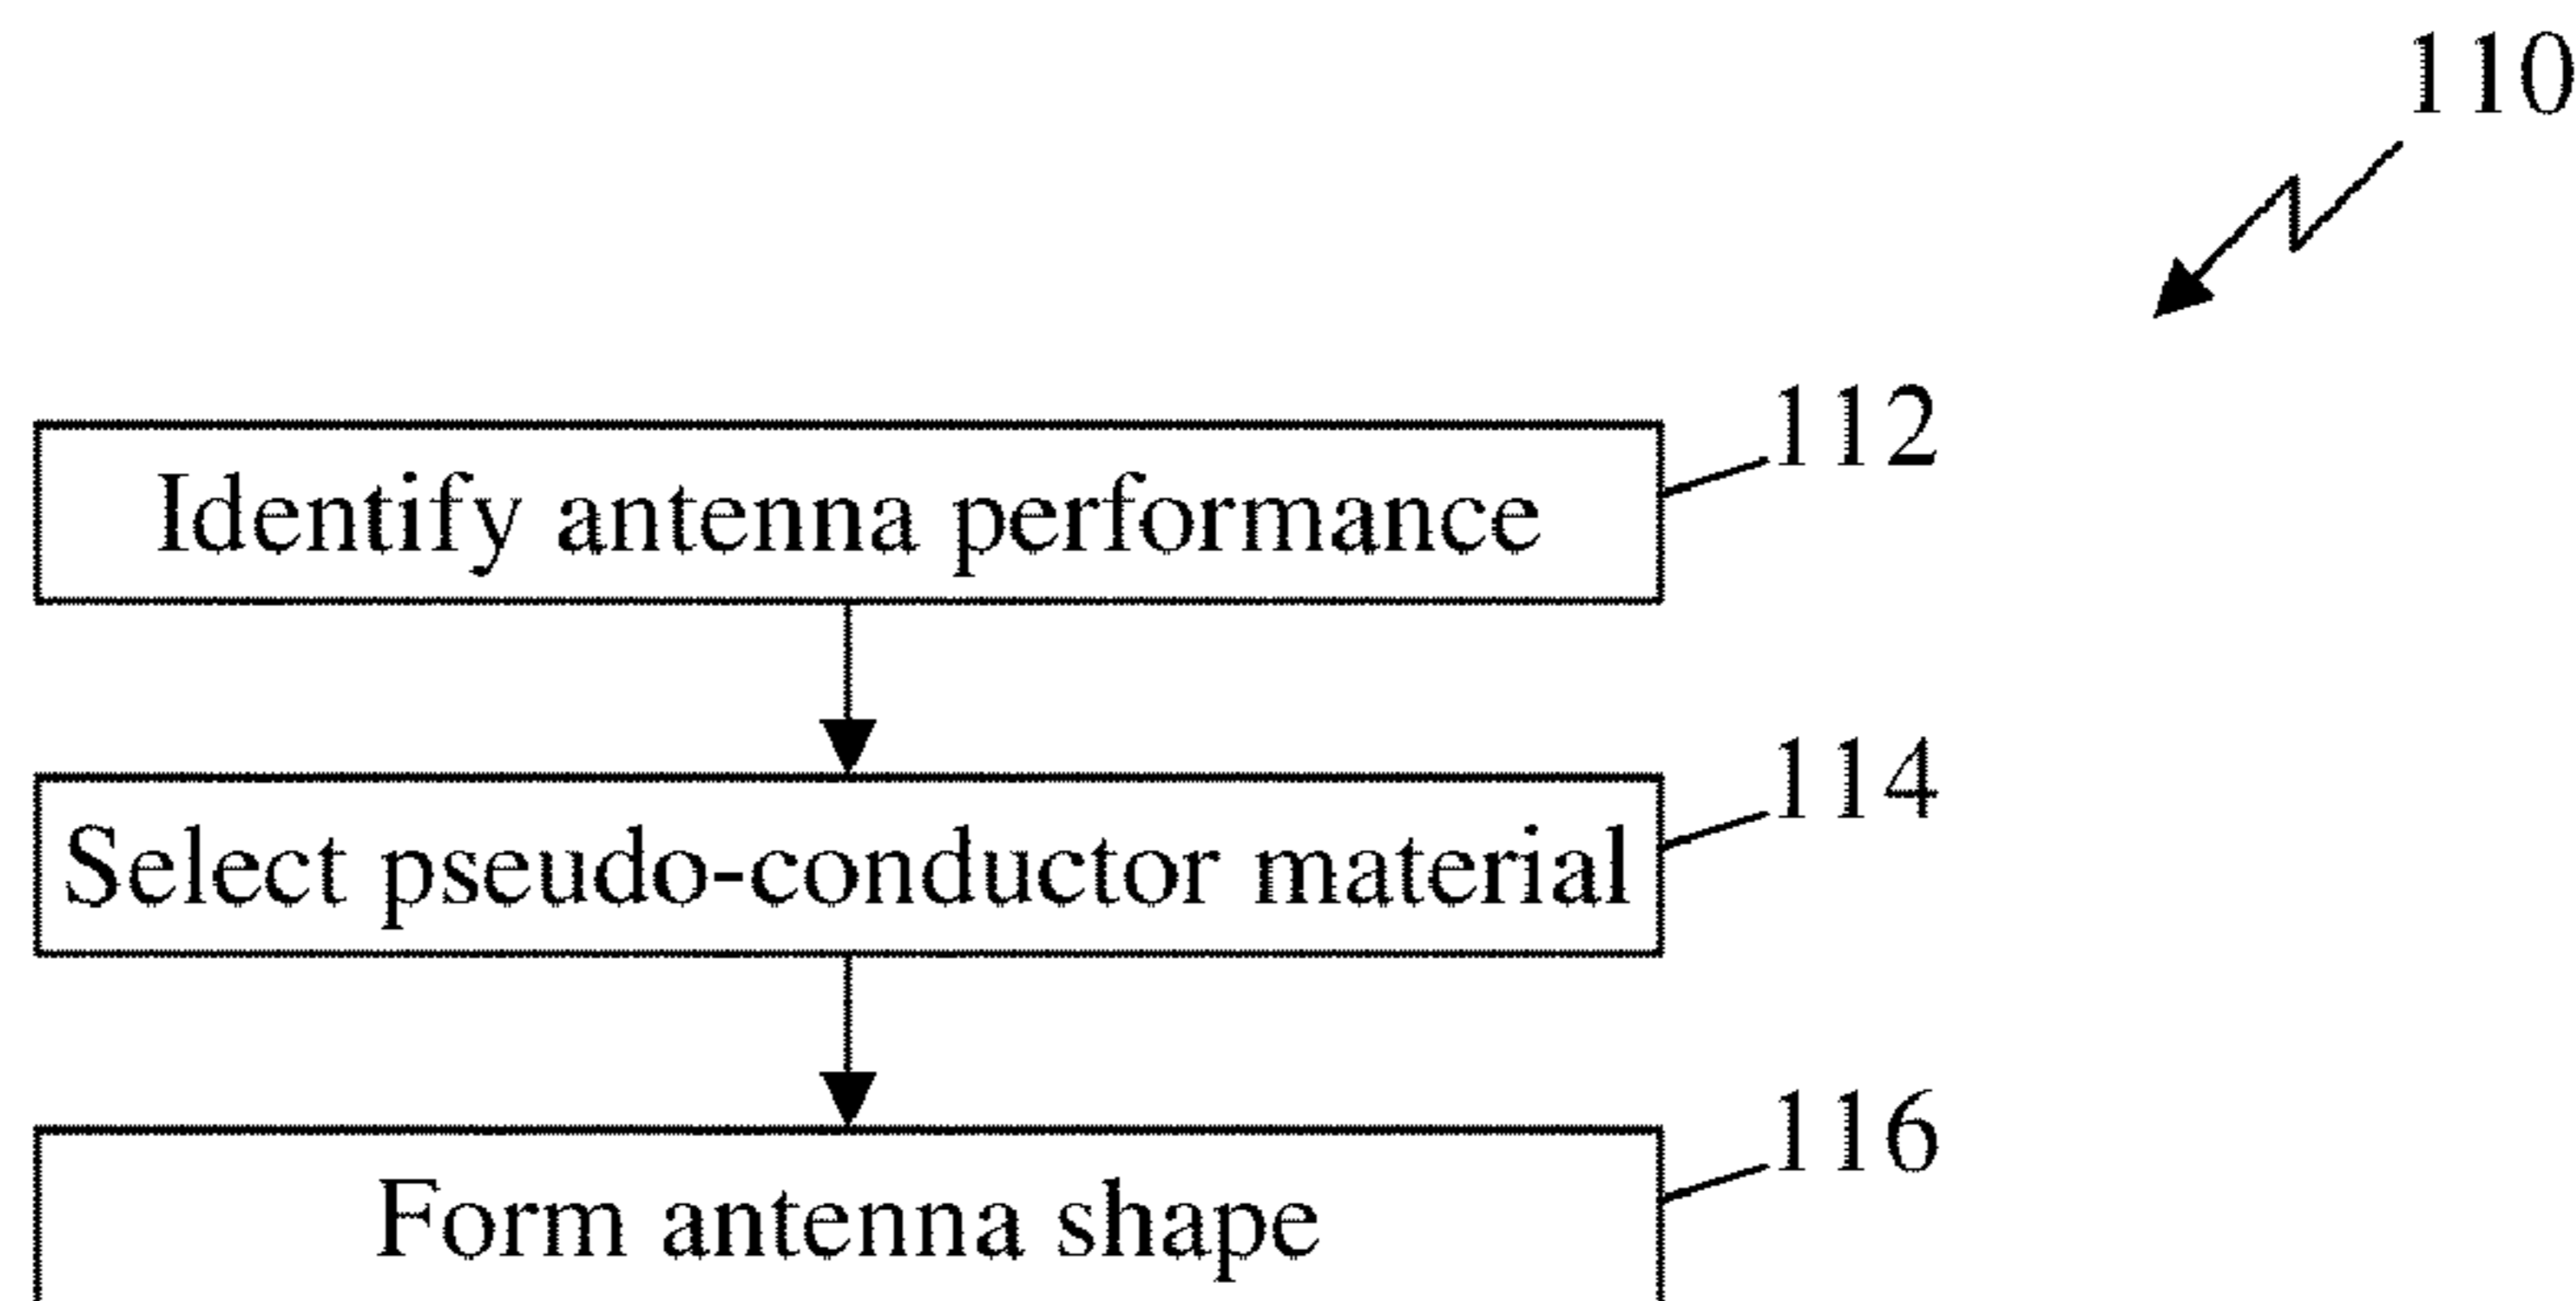 110
112
Identify antenna performance
114
Select pseudo-conductor material
116
Form antenna shape